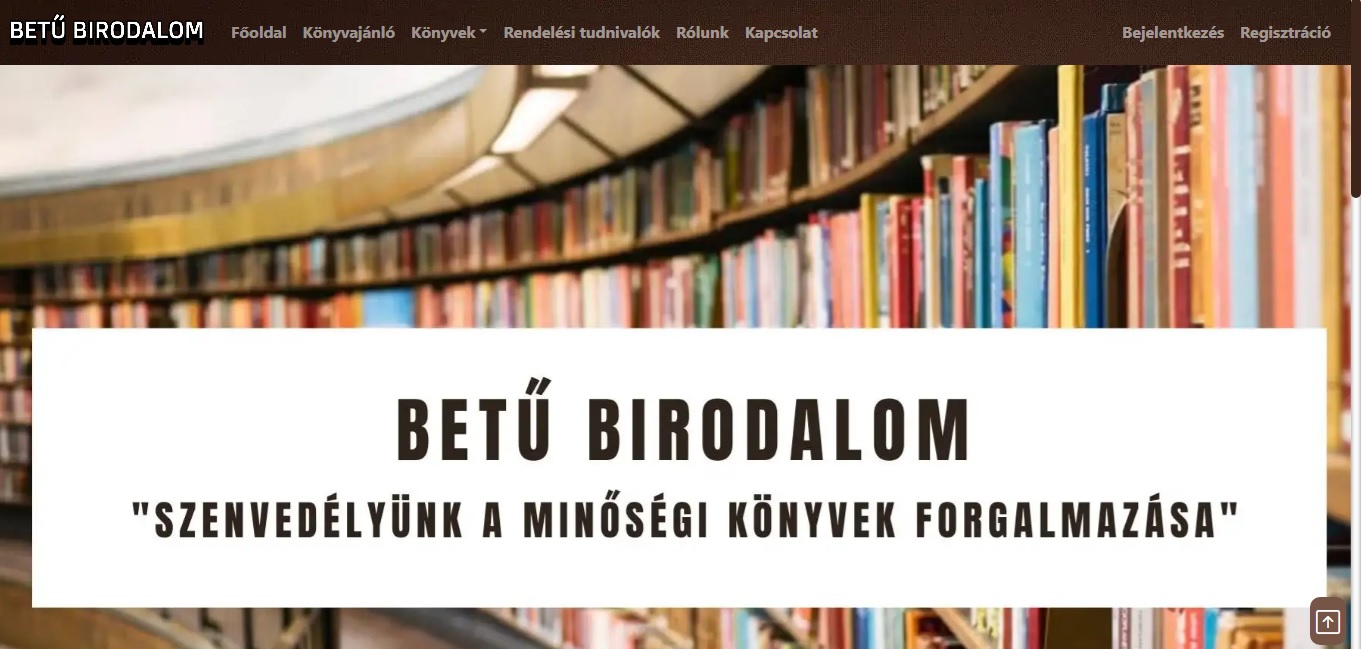 BETŰ BIRODALOM
Főoldal Könyvajánló Könyvek Rendelési tudnivalók Rólunk Kapcsolat Bejelentkezés Regisztráció
BETŰ BIRODALOM
"SZENVEDÉLYÜNK A MINŐSÉGI KÖNYVEK FORGALMAZÁSA"